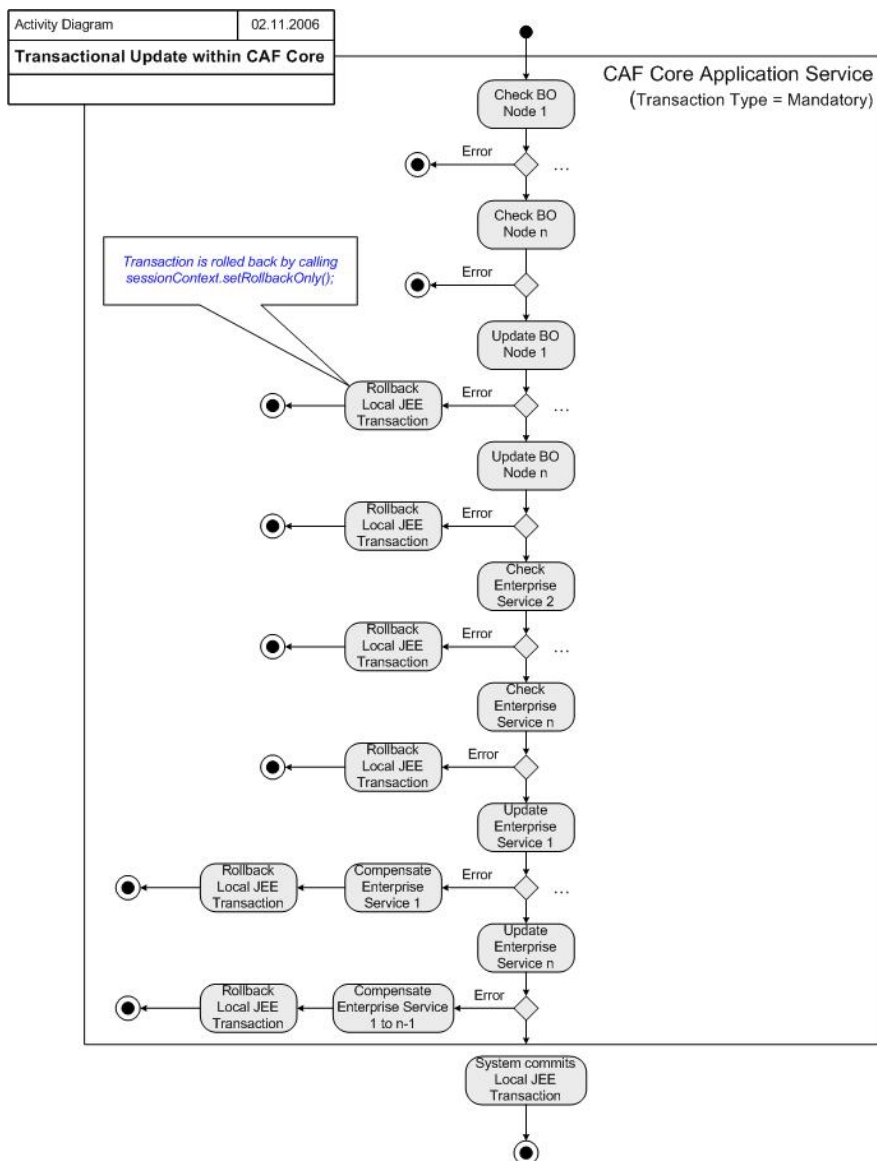 Activity Diagram
02.11.2006
Transactional Update within CAF Core
CAF Core Application Service
(Transaction Type = Mandatory)
Check BO
Node 1
Error
...
Check BO
Node n
Error
Transaction is rolled back by calling
sessionContext.setRollbackOnly();
Update BO
Node 1
Rollback
Local JEE
Transaction
Error
...
Update BO
Node n
Rollback
Local JEE
Transaction
Error
Check
Enterprise
Service 2
Rollback
Local JEE
Transaction
Error
...
Check
Enterprise
Service n
Rollback
Local JEE
Transaction
Error
Update
Enterprise
Service 1
Rollback
Local JEE
Transaction
Compensate
Enterprise
Service 1
Error
...
Update
Enterprise
Service n
Rollback
Local JEE
Transaction
Compensate
Enterprise Service
1 to n-1
Error
System commits
Local JEE
Transaction